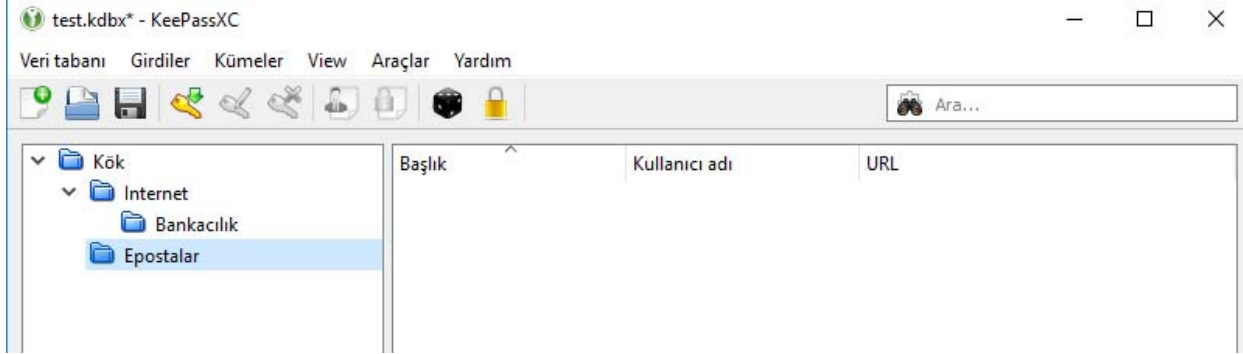 test.kdbx* - KeePassXC
Veri tabanı Girdiler Kümeler View Araçlar Yardım
Ara...
Kök
Başlık Kullanıcı adı URL
Internet
Bankacılık
Epostalar